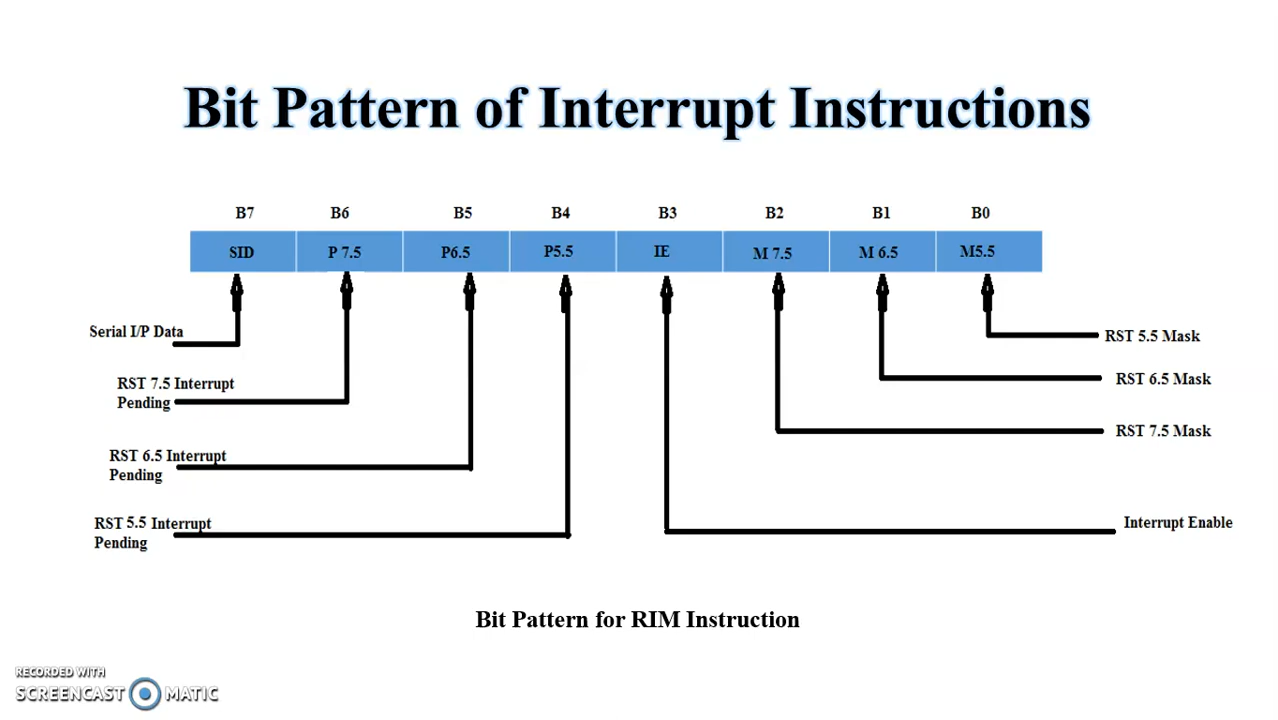 Bit Pattern of Interrupt Instructions
B7 B6 B5 B4 B3 B2 B1 B0
SID P 7.5 P6.5 P5.5 IE M 7.5 M 6.5 M5.5
Serial I/P Data
RST 7.5 Interrupt
Pending
RST 6.5 Interrupt
Pending
RST 5.5 Interrupt
Pending
RST 5.5 Mask
RST 6.5 Mask
RST 7.5 Mask
Interrupt Enable
Bit Pattern for RIM Instruction
RECORDED WITH
SCREENCAST MATIC